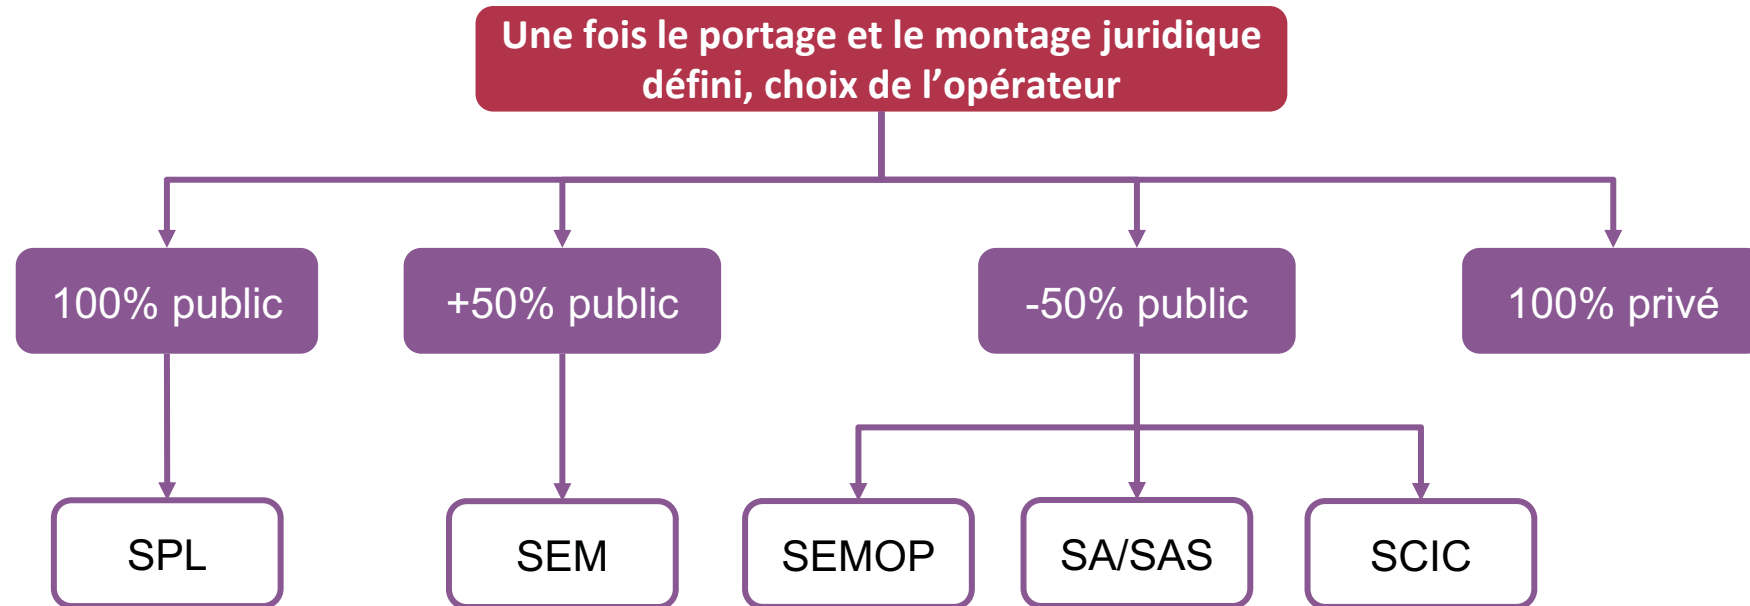 Une fois le portage et le montage juridique
défini, choix de l’opérateur
100% public
+50% public
-50% public
100% privé
SPL
SEM
SEMOP
SA/SAS
SCIC